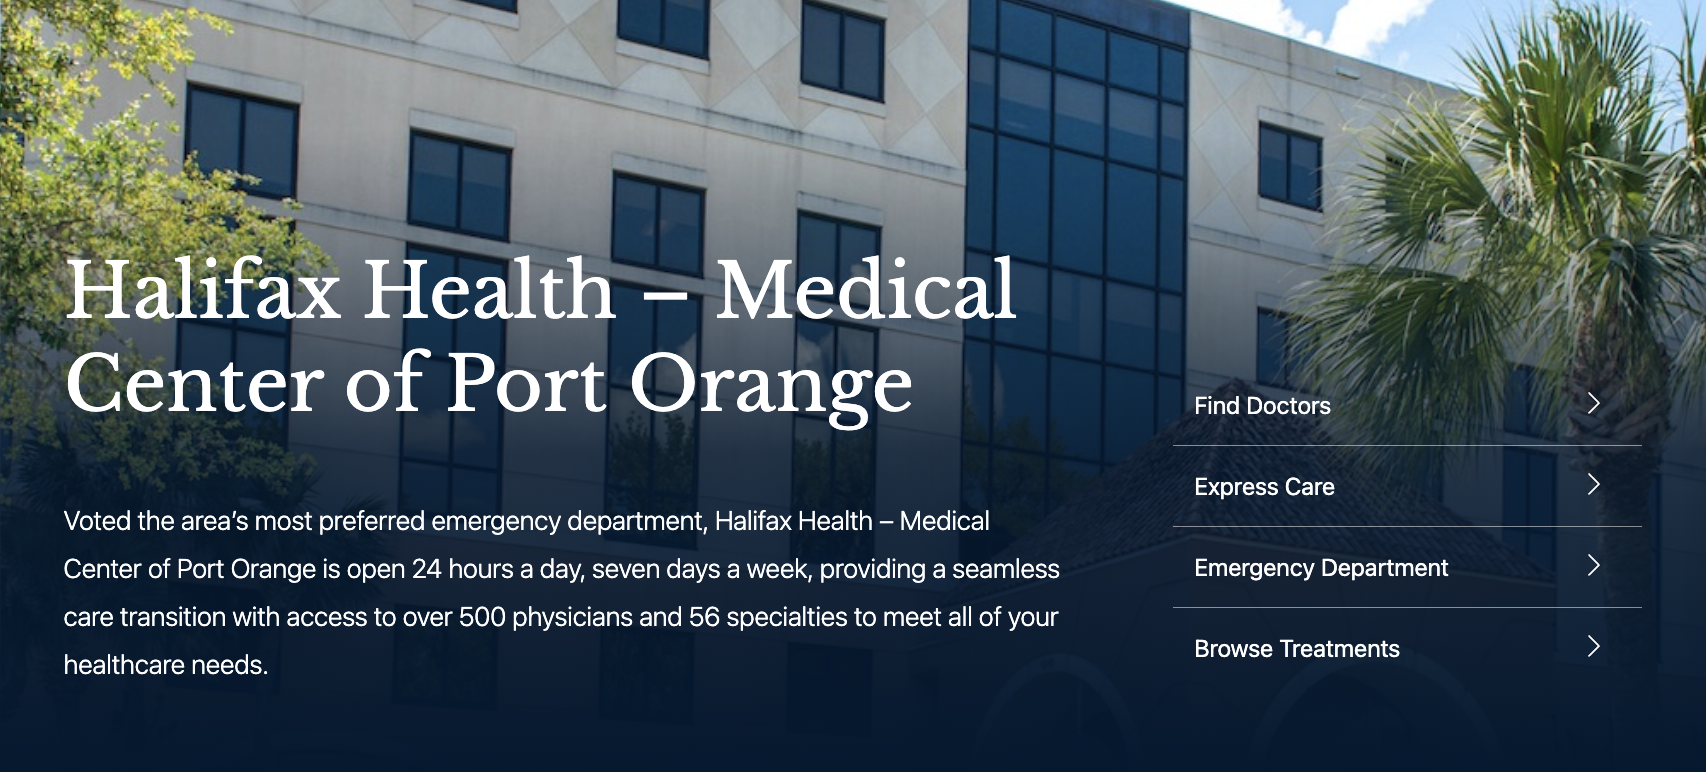 Halifax Health – Medical
Center of Port Orange
Voted the area’s most preferred emergency department, Halifax Health – Medical
Center of Port Orange is open 24 hours a day, seven days a week, providing a seamless
care transition with access to over 500 physicians and 56 specialties to meet all of your
healthcare needs.
Find Doctors
Express Care
Emergency Department
Browse Treatments